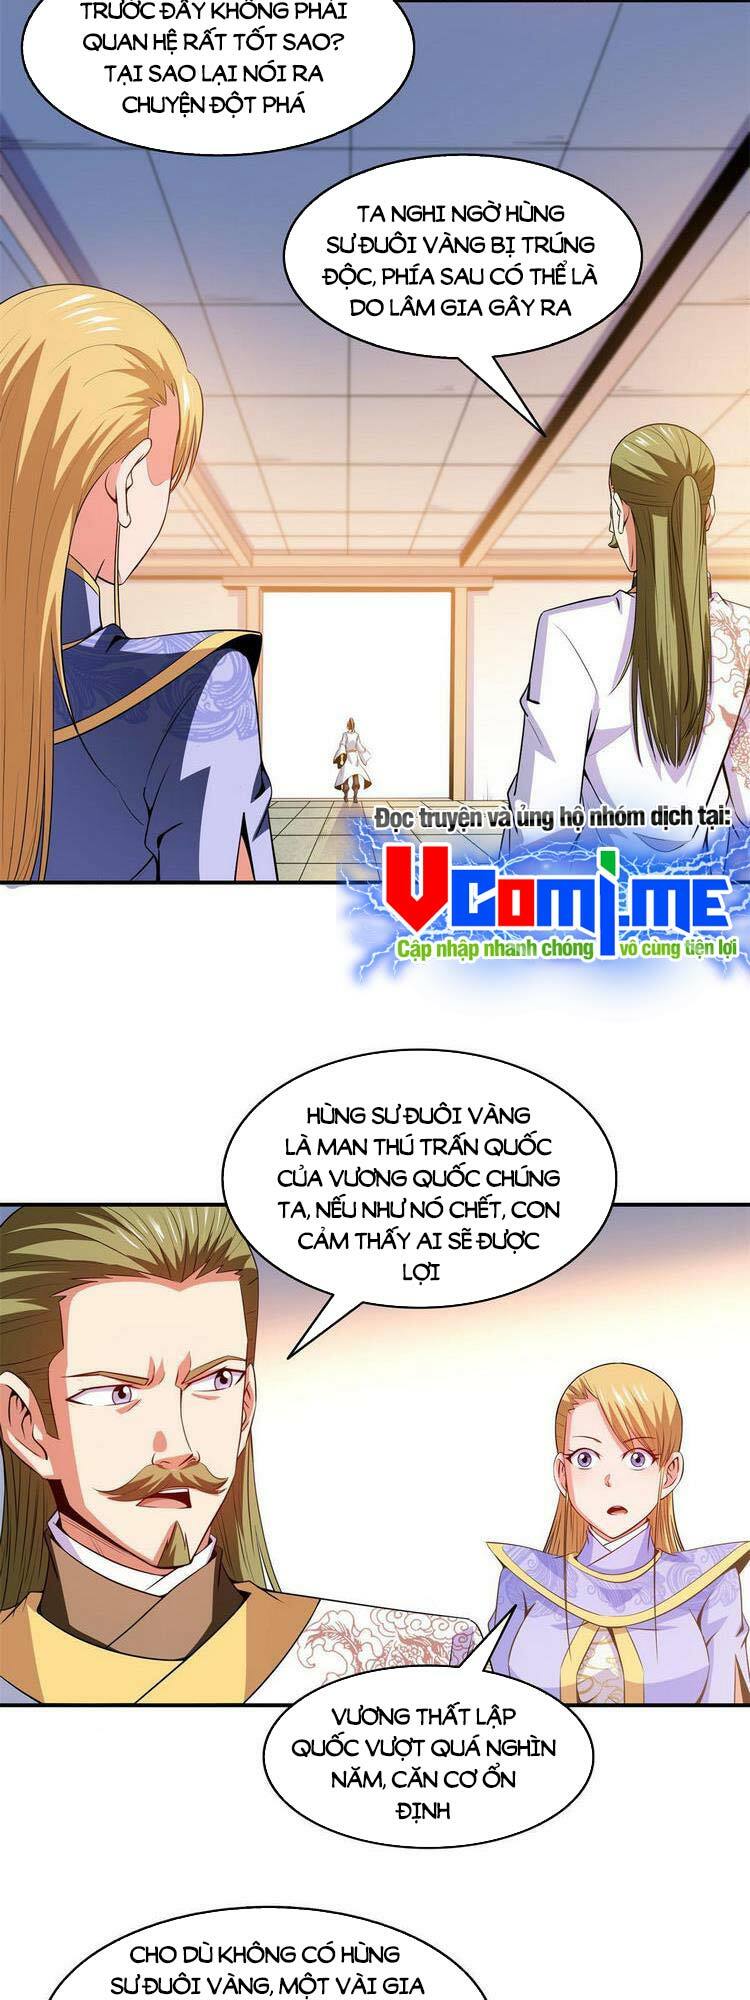 TRƯỚC ĐÂY KHÔNG PHẢI
QUAN HỆ RẤT TỐT SAO?
TẠI SAO LẠI NÓI RA
CHUYỆN ĐỘT PHÁ
TA NGHI NGỜ HÙNG
SƯ ĐUÔI VÀNG BỊ TRÚNG
ĐỘC, PHÍA SAU CÓ THỂ LÀ
DO LÂM GIA GÂY RA
Đọc truyện và ủng hộ nhóm dịch tại:
VComi.me
Cập nhập nhanh chóng vô cùng tiện lợi
HÙNG SƯ ĐUÔI VÀNG
LÀ MAN THÚ TRẤN QUỐC
CỦA VƯƠNG QUỐC CHÚNG
TA, NẾU NHƯ NÓ CHẾT, CON
CẢM THẤY AI SẼ ĐƯỢC
LỢI
VƯƠNG THẤT LẬP
QUỐC VƯỢT QUÁ NGHÌN
NĂM, CĂN CƠ ỔN
ĐỊNH
CHO DÙ KHÔNG CÓ HÙNG
SƯ ĐUÔI VÀNG, MỘT VÀI GIA